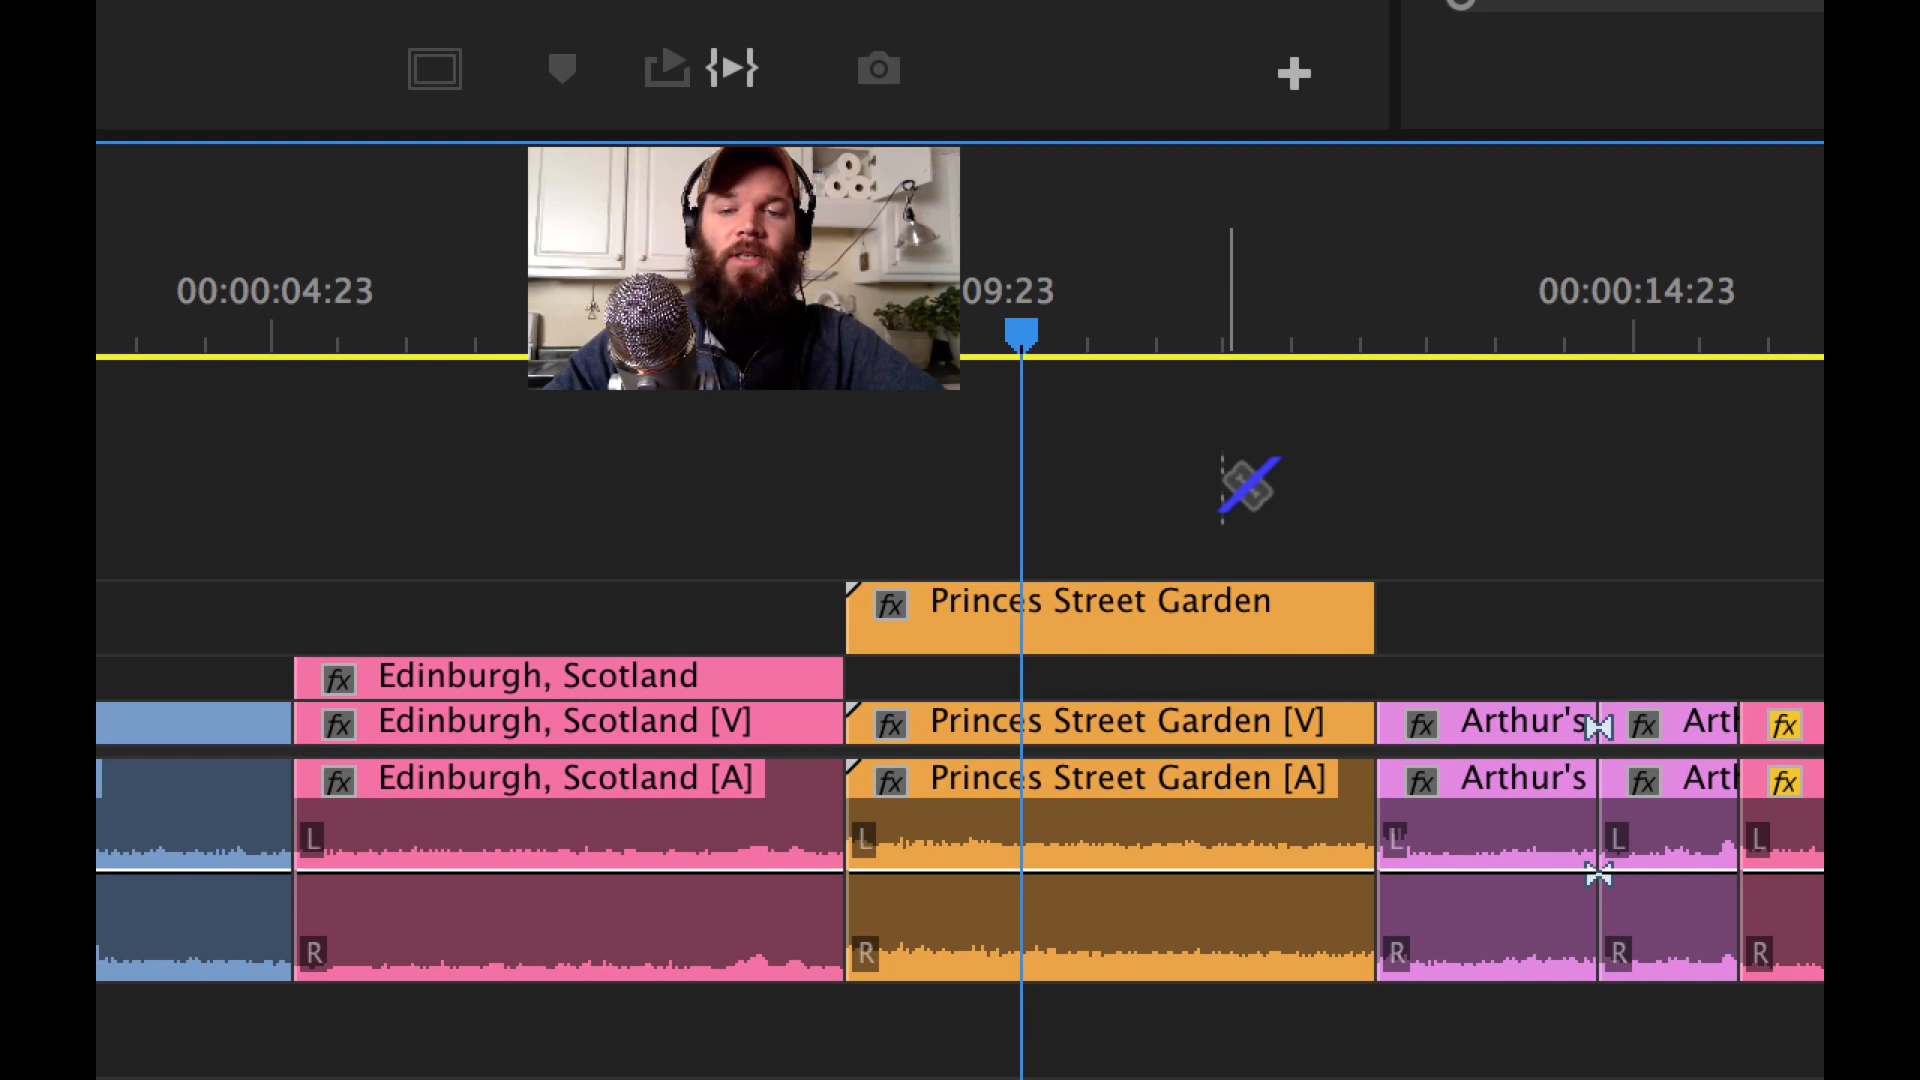 00:00:04:23
09:23
00:00:14:23
fx Princes Street Garden
fx Edinburgh, Scotland
fx Edinburgh, Scotland [V]
fx Princes Street Garden [V]
fx Arthur's
fx Art
fx
fx Edinburgh, Scotland [A]
fx Princes Street Garden [A]
fx Arthur's
fx Art
fx
L
L
L
L
L
R
R
R
R
R